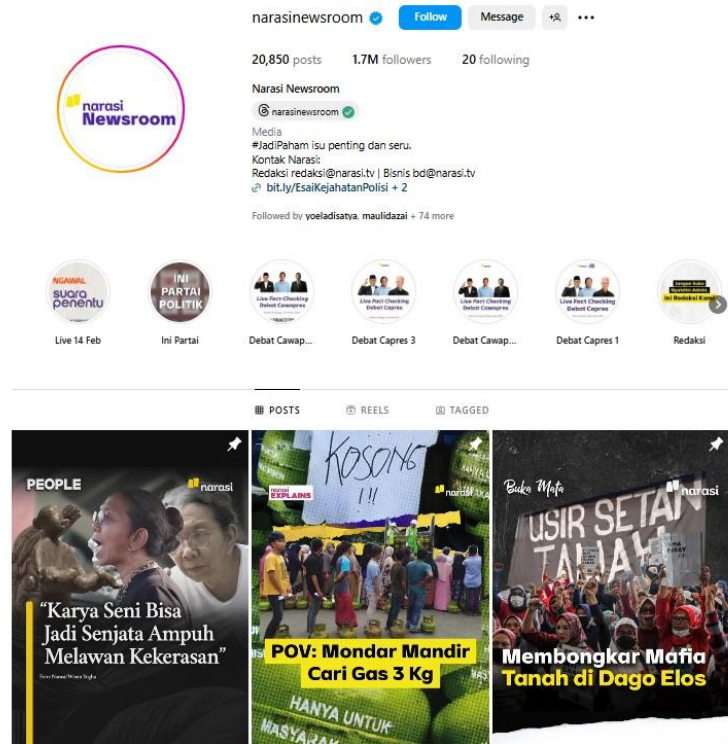 narasinewsroom
Follow
Message
20,850 posts
1.7M followers
20 following
narasi
Newsroom
Narasi Newsroom
narasinewsroom
Media
#JadiPaham isu penting dan seru.
Kontak Narasi:
Redaksi redaksi@narasi.tv | Bisnis bd@narasi.tv
bit.ly/EsaiKejahatanPolisi + 2
Followed by yoeladisatya, maulidazai + 74 more
NGAWAL
suara
penentu
INI
PARTAI
POLITIK
Live Fact-Checking
Debat Cawapres
Live Fact-Checking
Debat Capres
Live Fact-Checking
Debat Cawapres
Live Fact-Checking
Debat Capres
Ini Redaksi Kami
Live 14 Feb
Ini Partai
Debat Cawap...
Debat Capres 3
Debat Cawap...
Debat Capres 1
Redaksi
POSTS
REELS
TAGGED
PEOPLE
narasi
“Karya Seni Bisa
Jadi Senjata Ampuh
Melawan Kekerasan”
KOSONG
!!!
narasi
EXPLAINS
narasi
POV: Mondar Mandir
Cari Gas 3 Kg
HANYA UNTUK
Buka Mata
narasi
USIR SETAN
TANAH
Membongkar Mafia
Tanah di Dago Elos